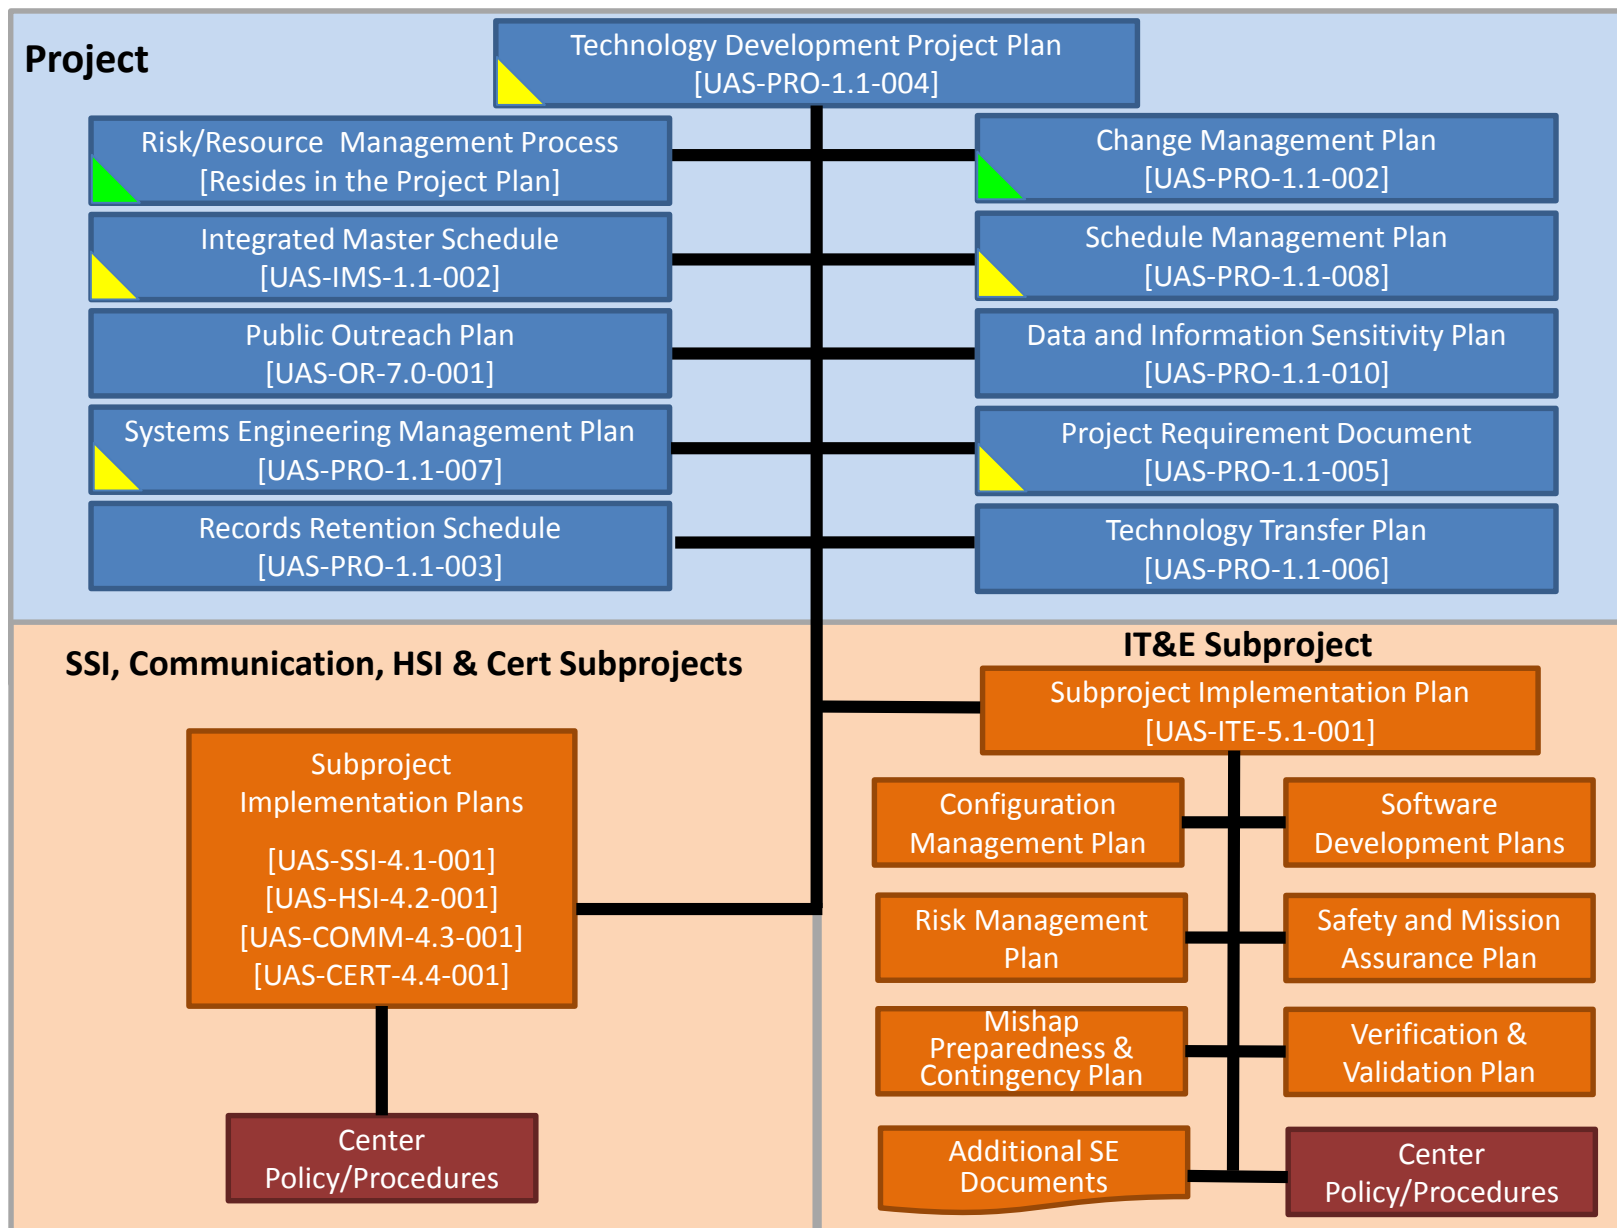 Project
Technology Development Project Plan
[UAS-PRO-1.1-004]
Risk/Resource  Management Process
[Resides in the Project Plan]
Change Management Plan
[UAS-PRO-1.1-002]
Integrated Master Schedule
[UAS-IMS-1.1-002]
Schedule Management Plan
[UAS-PRO-1.1-008]
Public Outreach Plan
[UAS-OR-7.0-001]
Data and Information Sensitivity Plan
[UAS-PRO-1.1-010]
Systems Engineering Management Plan
[UAS-PRO-1.1-007]
Project Requirement Document
[UAS-PRO-1.1-005]
Records Retention Schedule
[UAS-PRO-1.1-003]
Technology Transfer Plan
[UAS-PRO-1.1-006]
SSI, Communication, HSI & Cert Subprojects
Subproject
Implementation Plans
[UAS-SSI-4.1-001]
[UAS-HSI-4.2-001]
[UAS-COMM-4.3-001]
[UAS-CERT-4.4-001]
Center
Policy/Procedures
IT&E Subproject
Subproject Implementation Plan
[UAS-ITE-5.1-001]
Configuration
Management Plan
Software
Development Plans
Risk Management
Plan
Safety and Mission
Assurance Plan
Mishap
Preparedness &
Contingency Plan
Verification &
Validation Plan
Additional SE
Documents
Center
Policy/Procedures